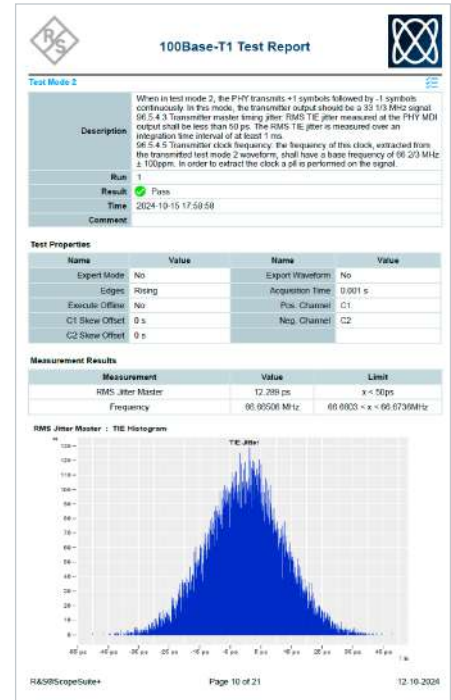 R&S
100Base-T1 Test Report
Test Mode 2
Description
When in test mode 2, the PHY transmits +1 symbols followed by -1 symbols
continuously. In this mode, the transmitter output should be a 33 1/3 MHz signal
96.5.4.3 Transmitter master timing jitter: RMS TIE jitter measured at the PHY MDI
output shall be less than 50 ps. The RMS TIE jitter is measured over an
integration time interval of at least 1 ms.
96.5.4.5 Transmitter clock frequency: the frequency of this clock, extracted from
the transmitted test mode 2 waveform, shall have a base frequency of 66 2/3 MHz
± 100ppm. In order to extract the clock a pll is performed on the signal.
Run 1
Result Pass
Time 2024-10-15 17:59:58
Comment
Test Properties
Name Value Name Value
Expert Mode No Export Waveform No
Edges Rising Acquisition Time 0.001 s
Execute Offline No Pos. Channel C1
C1 Skew Offset 0 s Neg. Channel C2
C2 Skew Offset 0 s
Measurement Results
Measurement Value Limit
RMS Jitter Master 12.289 ps x < 50ps
Frequency 66.66506 MHz 66.6603 < x < 66.6736MHz
RMS Jitter Master : TIE Histogram
TIE Jitter
R&S®ScopeSuite+ Page 10 of 21 12-10-2024